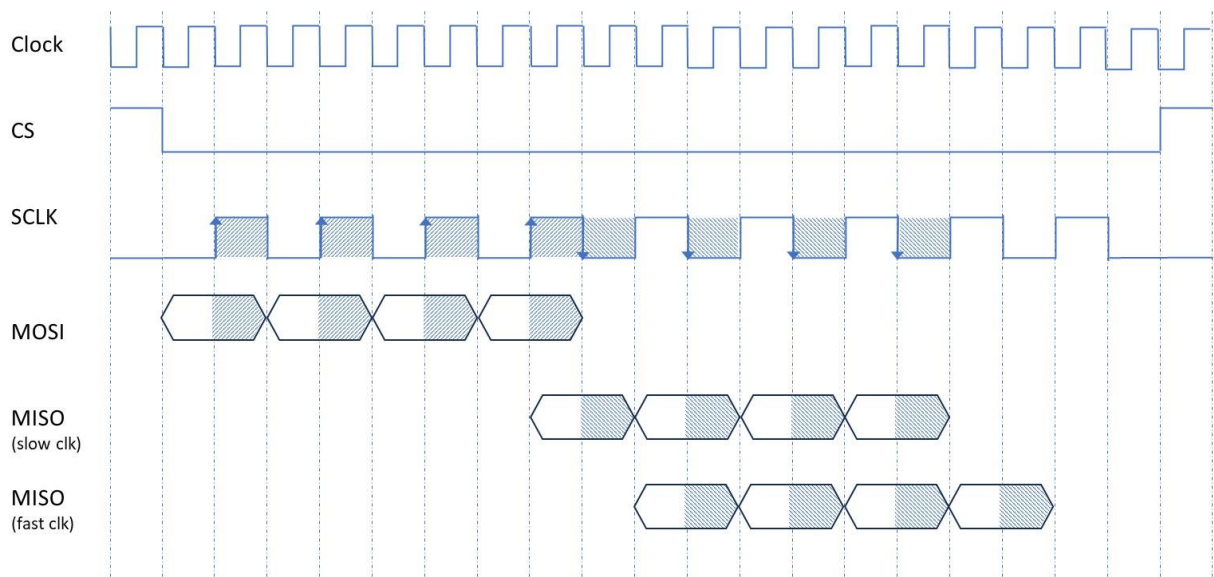 Clock
CS
SCLK
MOSI
MISO
(slow clk)
MISO
(fast clk)